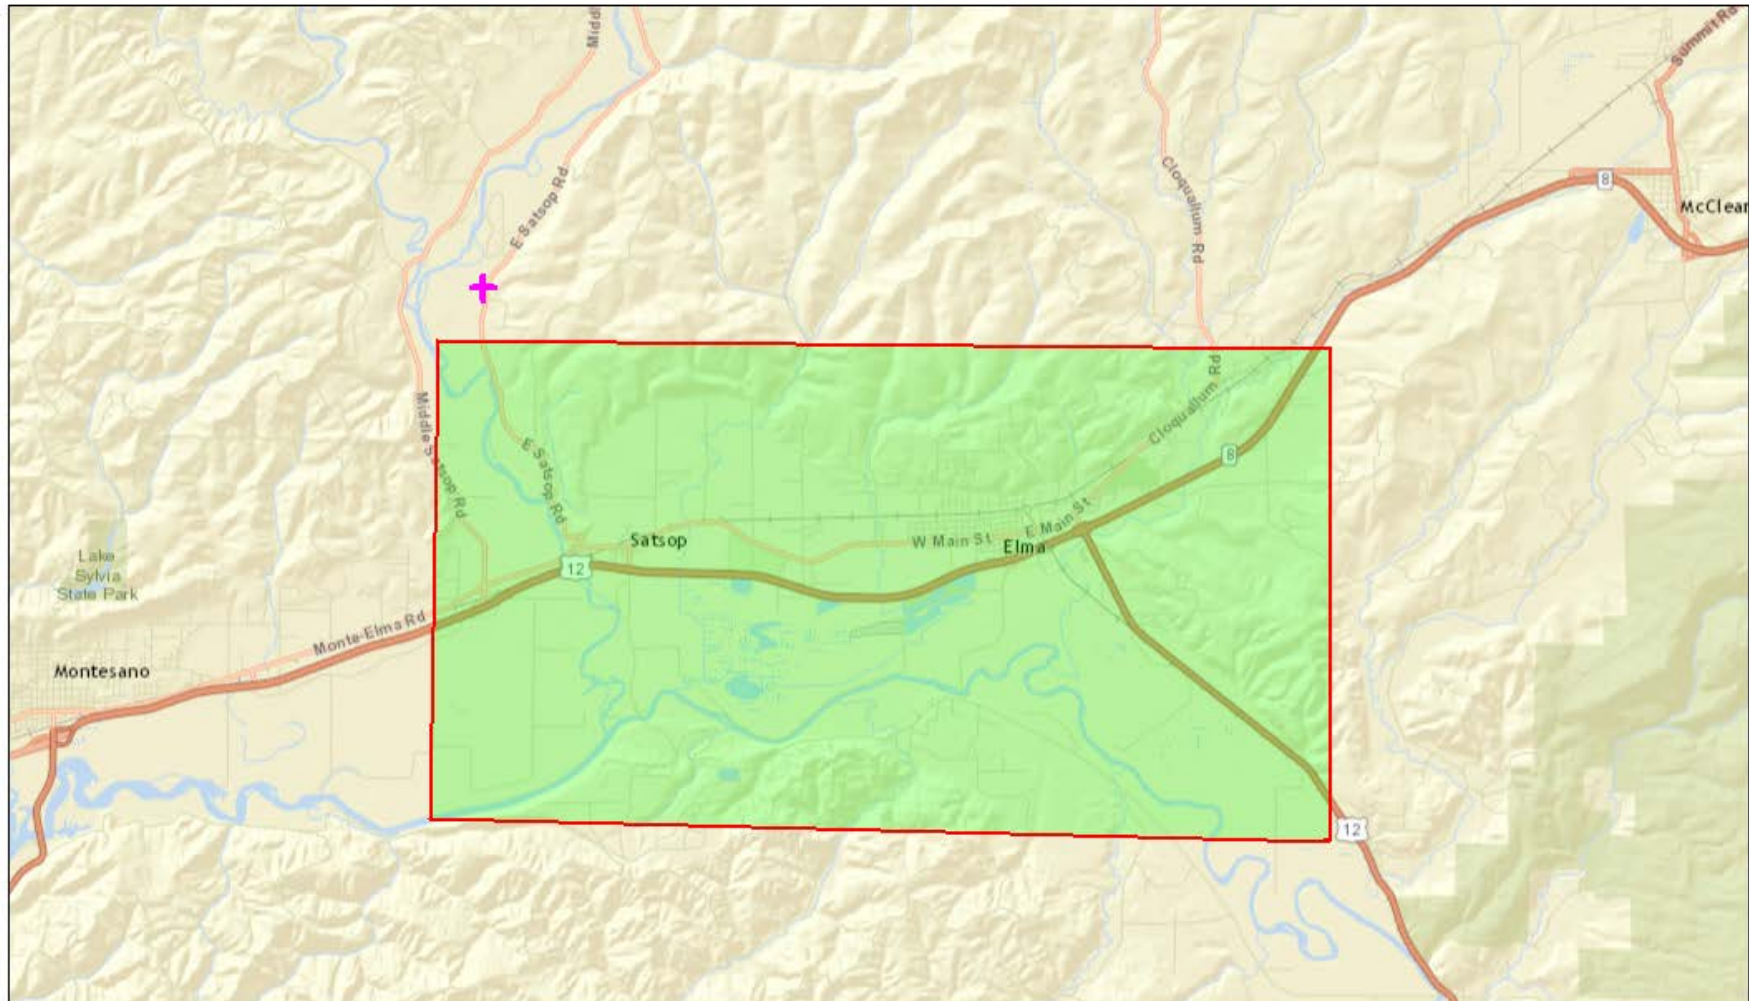 Middl
Summit Rd
8
McClear
E Satsop Rd
Cloquallum Rd
Cloquallum Rd
8
Middle Satsop Rd
E Satsop Rd
Satsop
W Main St
E Main St
Elma
12
Lake
Sylvia
State Park
Monte-Elma Rd
Montesano
12